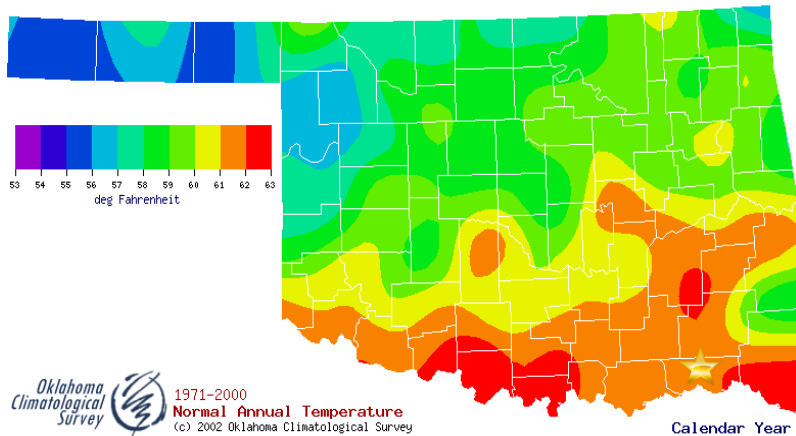 53 54 55 56 57 58 59 60 61 62 63
deg Fahrenheit
Oklahoma
Climatological
Survey
1971-2000
Normal Annual Temperature
(c) 2002 Oklahoma Climatological Survey
Calendar Year